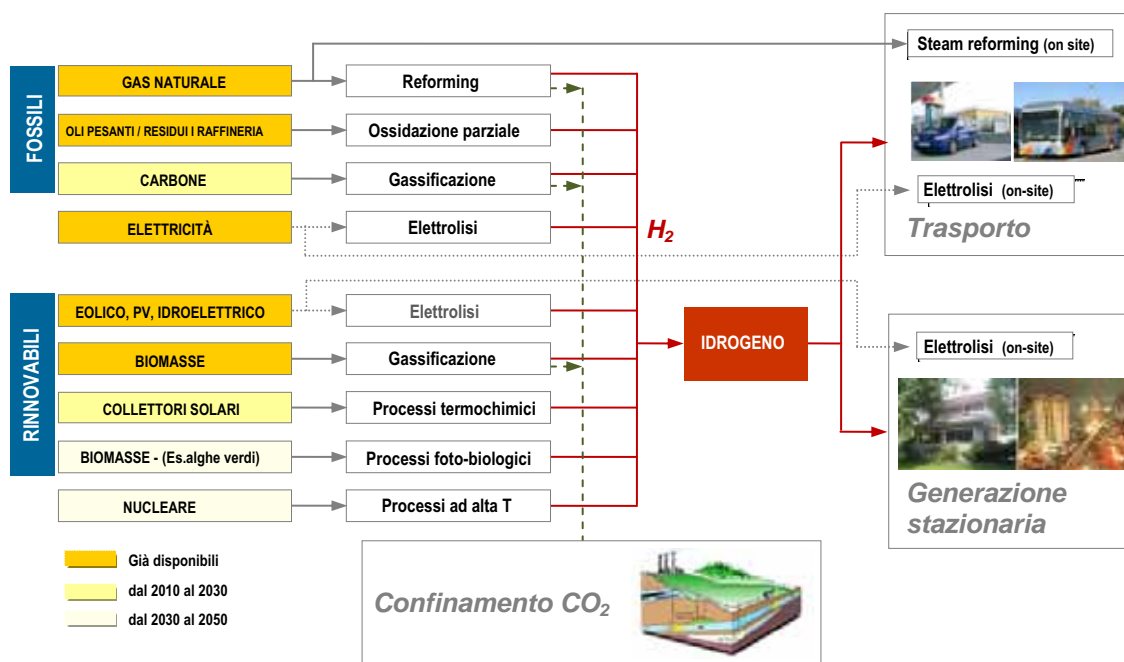 Steam reforming (on site)
FOSSILI
GAS NATURALE
Reforming
OLI PESANTI / RESIDUI I RAFFINERIA
Ossidazione parziale
CARBONE
Gassificazione
Elettrolisi (on-site)
ELETTRICITÀ
Elettrolisi
H2
Trasporto
RINNOVABILI
EOLICO, PV, IDROELETTRICO
Elettrolisi
IDROGENO
Elettrolisi (on-site)
BIOMASSE
Gassificazione
COLLETTORI SOLARI
Processi termochimici
BIOMASSE - (Es.alghe verdi)
Processi foto-biologici
NUCLEARE
Processi ad alta T
Generazione
stazionaria
Già disponibili
dal 2010 al 2030
dal 2030 al 2050
Confinamento CO2